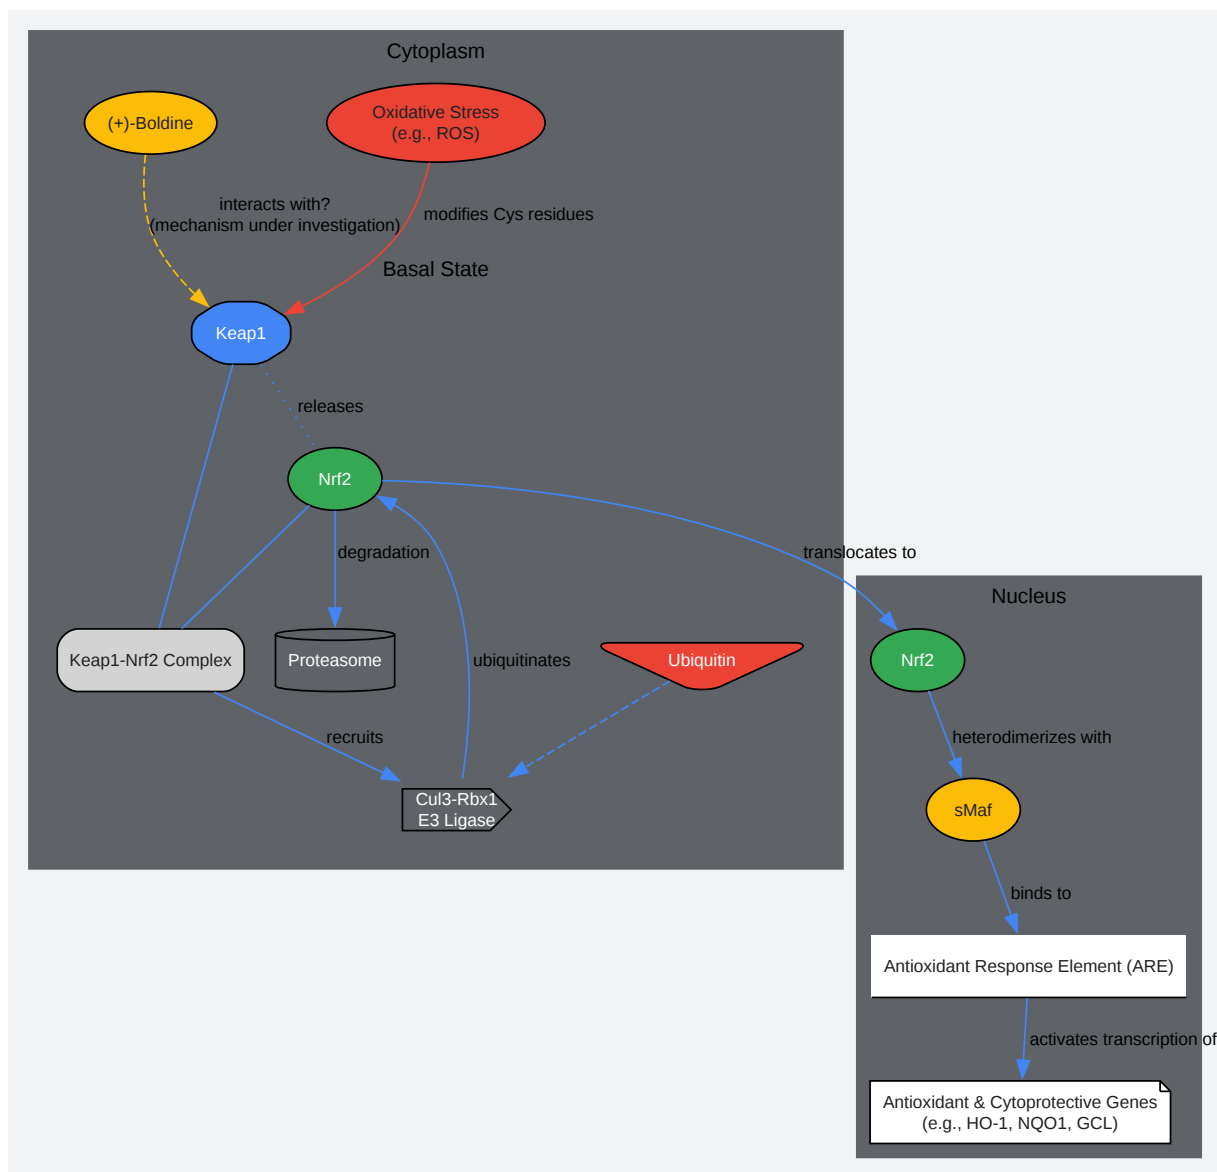 Cytoplasm
(+)-Boldine
Oxidative Stress
(e.g., ROS)
interacts with?
(mechanism under investigation)
modifies Cys residues
Basal State
Keap1
releases
Nrf2
degradation
translocates to
Nucleus
Keap1-Nrf2 Complex
Proteasome
ubiquitinates
Ubiquitin
Nrf2
recruits
heterodimerizes with
Cul3-Rbx1
E3 Ligase
sMaf
binds to
Antioxidant Response Element (ARE)
activates transcription of
Antioxidant & Cytoprotective Genes
(e.g., HO-1, NQO1, GCL)